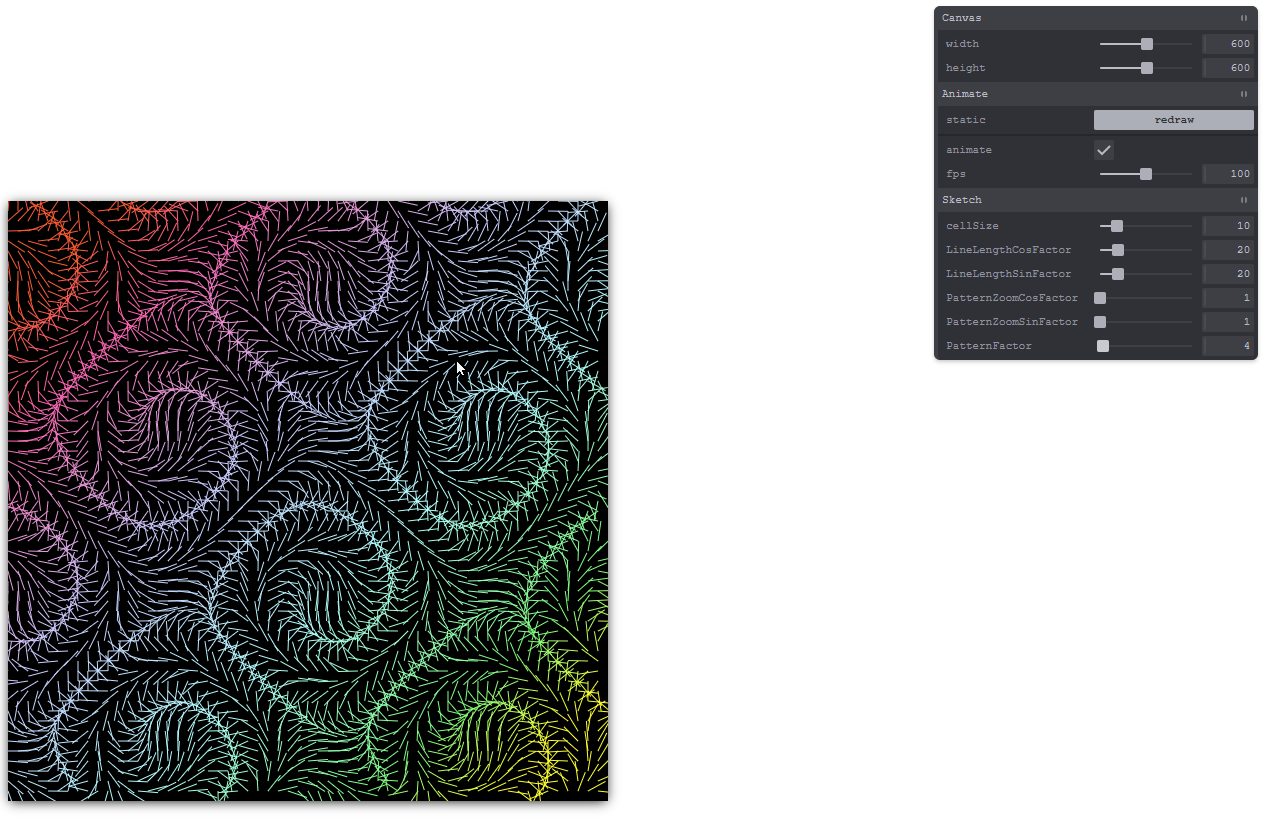 Canvas
width 600
height 600
Animate
static redraw
animate
fps 100
Sketch
cellSize 10
LineLengthCosFactor 20
LineLengthSinFactor 20
PatternZoomCosFactor 1
PatternZoomSinFactor 1
PatternFactor 4